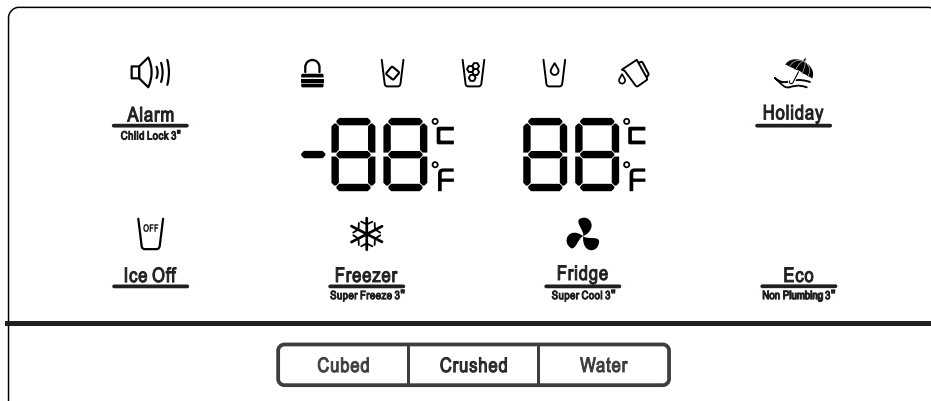 Alarm
Child Lock 3"
Holiday
-88 °C °F
88 °C °F
OFF
Ice Off
Freezer
Super Freeze 3"
Fridge
Super Cool 3"
Eco
Non Plumbing 3"
Cubed
Crushed
Water